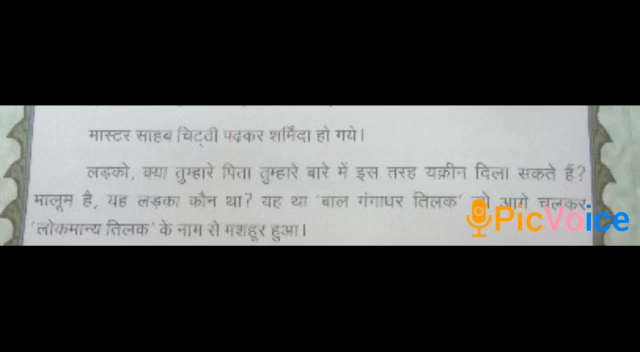 मास्टर साहब चिट्ठी पढ़कर शर्मिंदा हो गये।
लड़को, क्या तुम्हारे पिता तुम्हारे बारे में इस तरह यक़ीन दिला सकते हैं?
मालूम है, यह लड़का कौन था? यह था 'बाल गंगाधर तिलक' आगे चलकर
'लोकमान्य तिलक' के नाम से मशहूर हुआ।
PicVoice